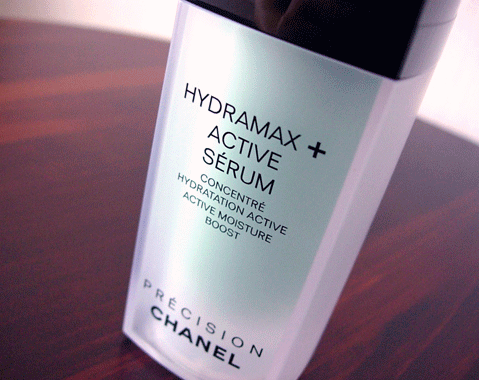 HYDRAMAX +
ACTIVE
SÉRUM
CONCENTRÉ
HYDRATATION ACTIVE
ACTIVE MOISTURE
BOOST
PRÉCISION
CHANEL